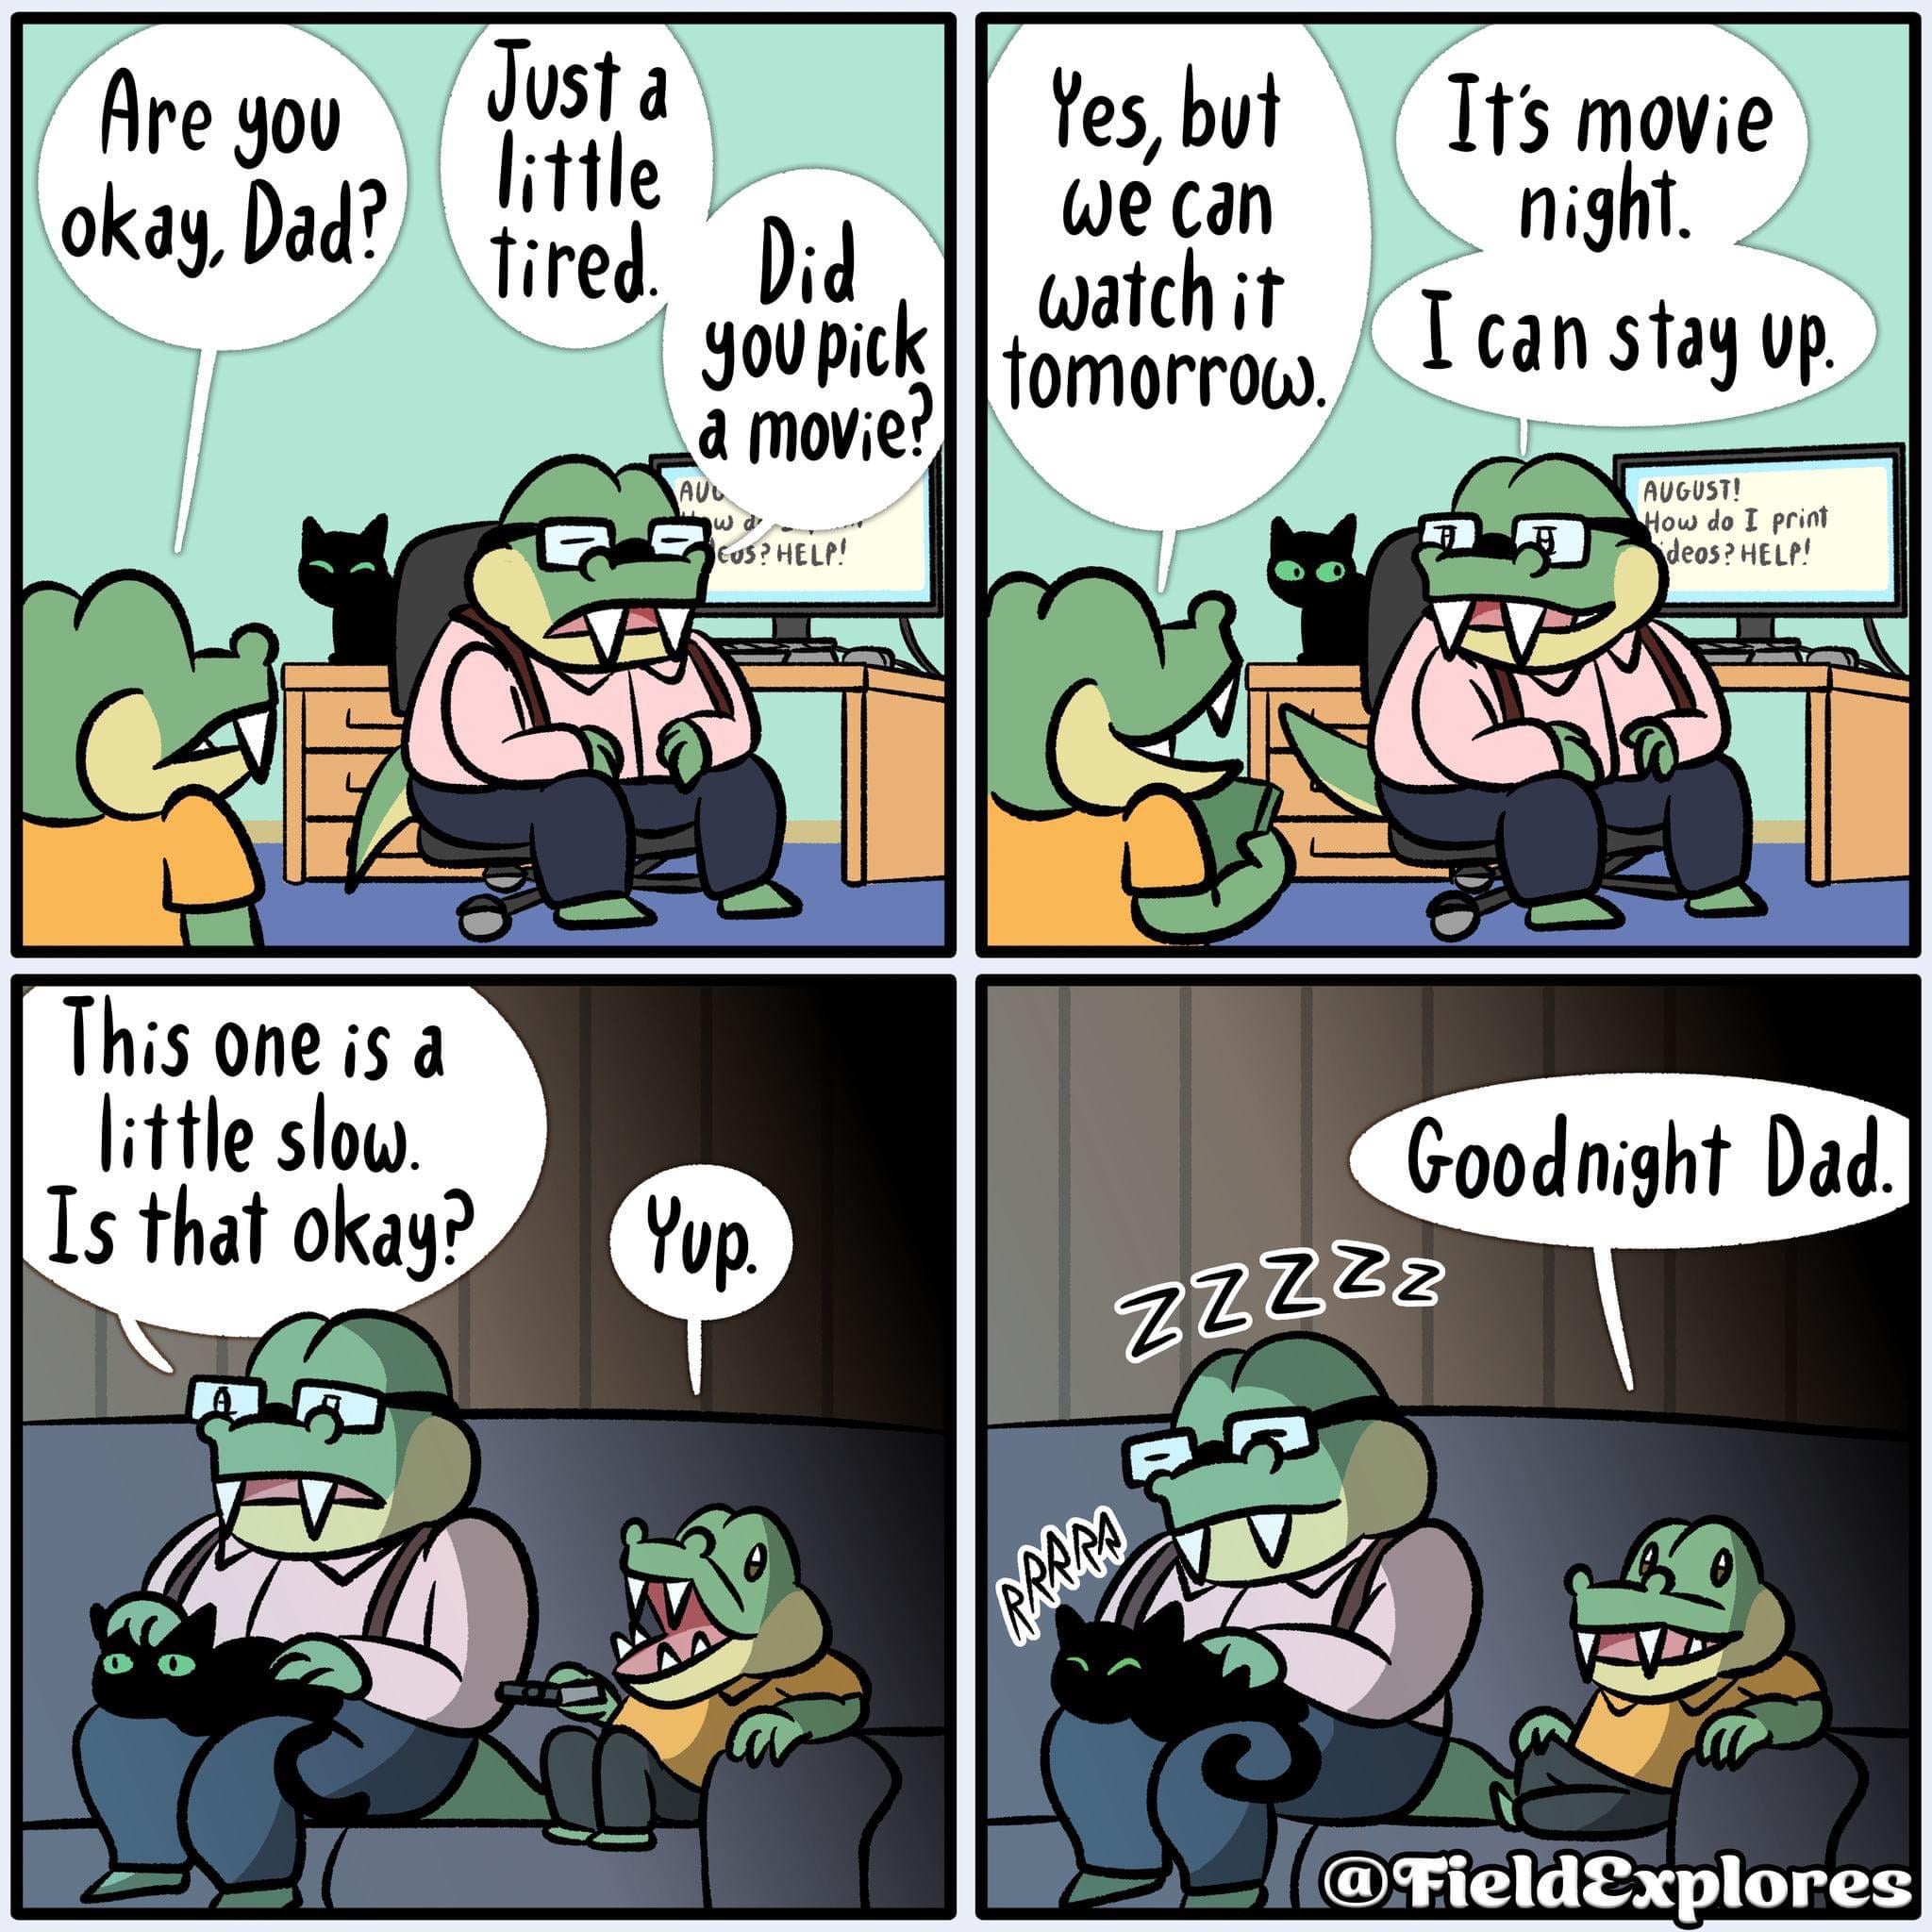 Are you
okay, Dad?
Just a
little
tired.
Did
you pick
a movie?
HELP!
Yes, but
we can
watch it
tomorrow.
It's movie
night.
I can stay up.
AUGUST!
How do I print
deos? HELP!
This one is a
little slow.
Is that okay?
Yup.
Goodnight Dad.
ZZZZZ
RRRRR
@FieldExplores